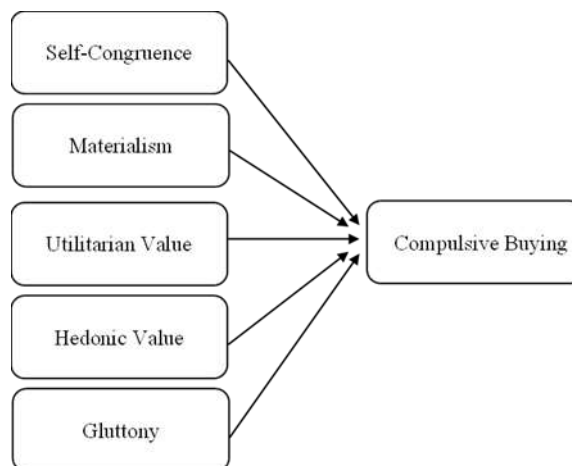 Self-Congruence
Materialism
Utilitarian Value
Hedonic Value
Gluttony
Compulsive Buying